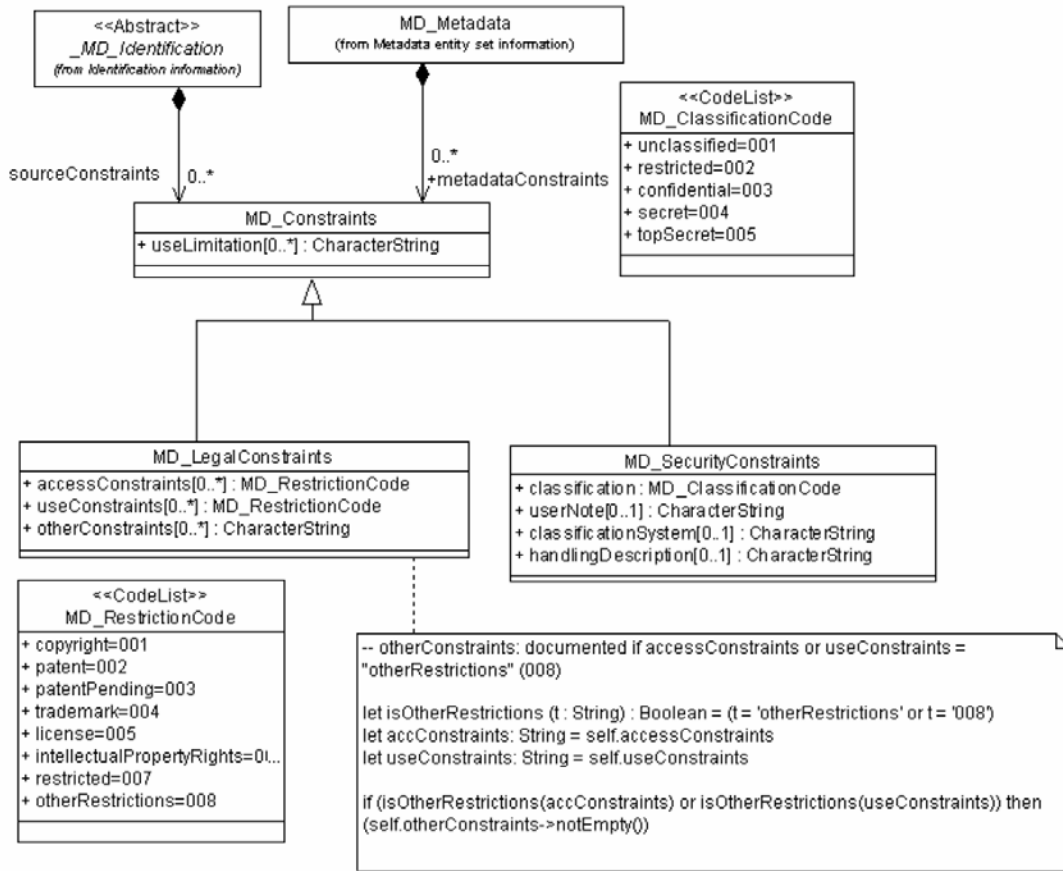 <<Abstract>>
_MD_Identification
(from Identification information)
MD_Metadata
(from Metadata entity set information)
<<CodeList>>
MD_ClassificationCode
+ unclassified=001
+ restricted=002
+ confidential=003
+ secret=004
+ topSecret=005
sourceConstraints
0..*
0..*
+metadataConstraints
MD_Constraints
+ useLimitation[0..*] : CharacterString
MD_LegalConstraints
+ accessConstraints[0..*] : MD_RestrictionCode
+ useConstraints[0..*] : MD_RestrictionCode
+ otherConstraints[0..*] : CharacterString
MD_SecurityConstraints
+ classification : MD_ClassificationCode
+ userNote[0..1] : CharacterString
+ classificationSystem[0..1] : CharacterString
+ handlingDescription[0..1] : CharacterString
<<CodeList>>
MD_RestrictionCode
+ copyright=001
+ patent=002
+ patentPending=003
+ trademark=004
+ license=005
+ intellectualPropertyRights=0(...
+ restricted=007
+ otherRestrictions=008
-- otherConstraints: documented if accessConstraints or useConstraints =
"otherRestrictions" (008)
let isOtherRestrictions (t : String) : Boolean = (t = 'otherRestrictions' or t = '008')
let accConstraints: String = self.accessConstraints
let useConstraints: String = self.useConstraints
if (isOtherRestrictions(accConstraints) or isOtherRestrictions(useConstraints)) then
(self.otherConstraints->notEmpty())